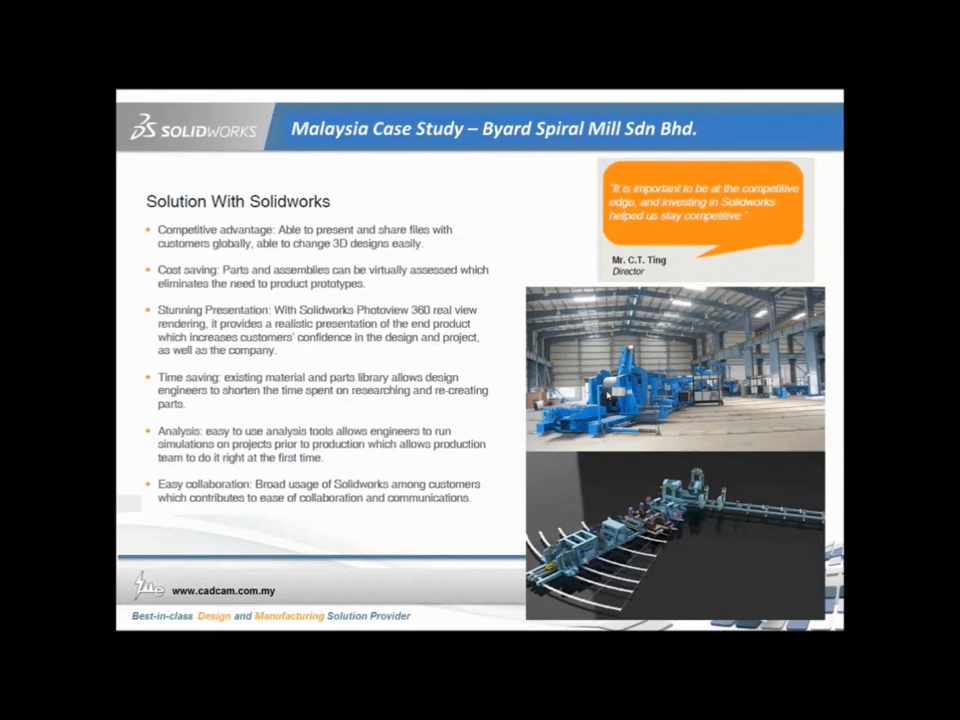 SOLIDWORKS
Malaysia Case Study – Byard Spiral Mill Sdn Bhd.
"It is important to be at the competitive
edge, and investing in Solidworks
helped us stay competitive "
Mr. C.T. Ting
Director
Solution With Solidworks
• Competitive advantage: Able to present and share files with
customers globally, able to change 3D designs easily.
• Cost saving: Parts and assemblies can be virtually assessed which
eliminates the need to product prototypes.
• Stunning Presentation: With Solidworks Photoview 360 real view
rendering, it provides a realistic presentation of the end product
which increases customers' confidence in the design and project,
as well as the company.
• Time saving: existing material and parts library allows design
engineers to shorten the time spent on researching and re-creating
parts.
• Analysis: easy to use analysis tools allows engineers to run
simulations on projects prior to production which allows production
team to do it right at the first time.
• Easy collaboration: Broad usage of Solidworks among customers
which contributes to ease of collaboration and communications.
www.cadcam.com.my
Best-in-class Design and Manufacturing Solution Provider